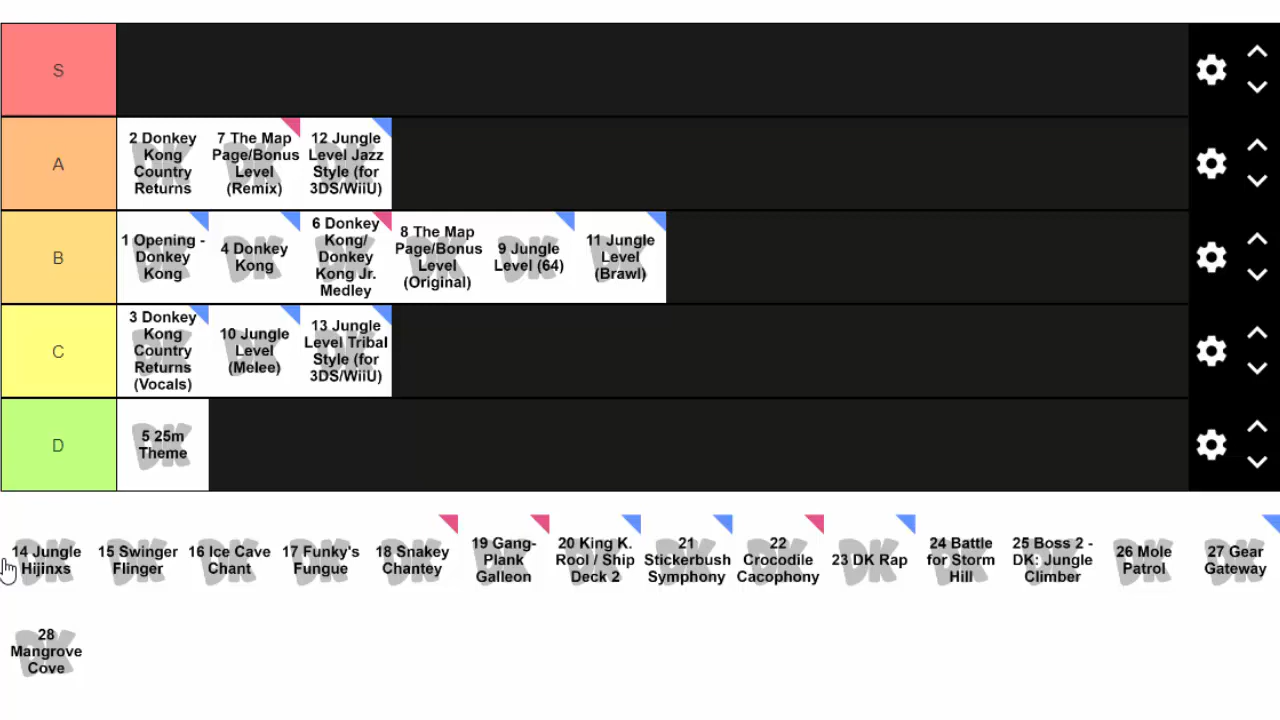 S
A
2 Donkey
Kong
Country
Returns
7 The Map
Page/Bonus
Level
(Remix)
12 Jungle
Level Jazz
Style (for
3DS/WiiU)
B
1 Opening -
Donkey
Kong
4 Donkey
Kong
6 Donkey
Kong/
Donkey
Kong Jr.
Medley
8 The Map
Page/Bonus
Level
(Original)
9 Jungle
Level (64)
11 Jungle
Level
(Brawl)
C
3 Donkey
Kong
Country
Returns
(Vocals)
10 Jungle
Level
(Melee)
13 Jungle
Level Tribal
Style (for
3DS/WiiU)
D
5 25m
Theme
14 Jungle
Hijinxs
15 Swinger
Flinger
16 Ice Cave
Chant
17 Funky's
Fungue
18 Snakey
Chantey
19 Gang-
Plank
Galleon
20 King K.
Rool / Ship
Deck 2
21
Stickerbush
Symphony
22
Crocodile
Cacophony
23 DK Rap
24 Battle
for Storm
Hill
25 Boss 2 -
DK: Jungle
Climber
26 Mole
Patrol
27 Gear
Gateway
28
Mangrove
Cove